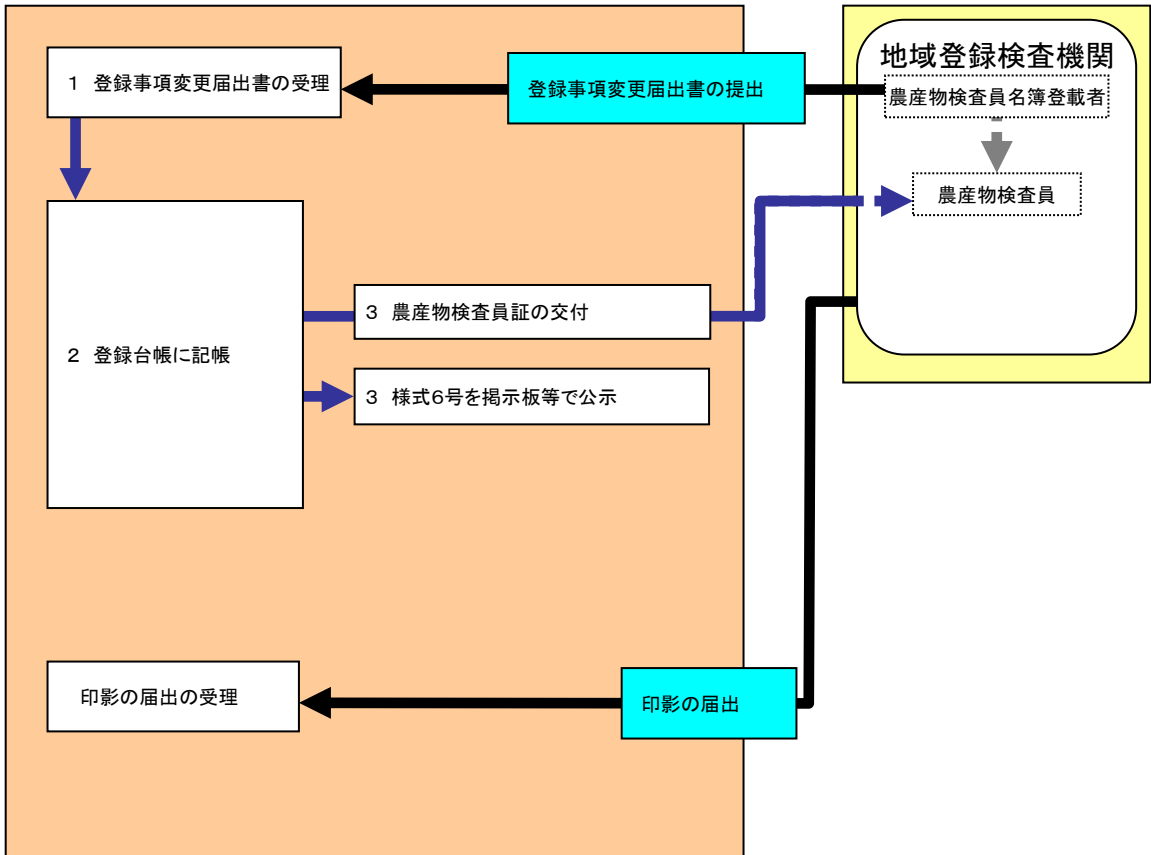 地域登録検査機関
1 登録事項変更届出書の受理
登録事項変更届出書の提出
農産物検査員名簿登載者
農産物検査員
3 農産物検査員証の交付
2 登録台帳に記帳
3 様式6号を掲示板等で公示
印影の届出の受理
印影の届出